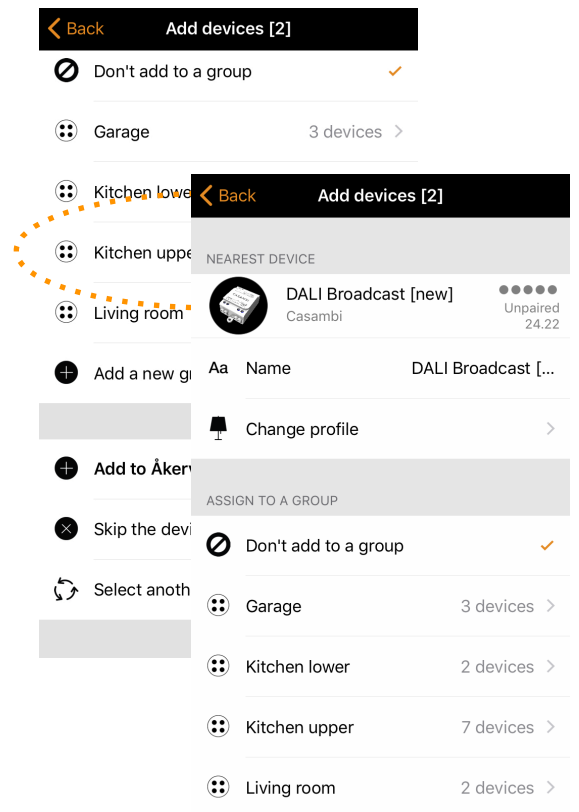 Back
Add devices [2]
Don't add to a group
Garage
3 devices
Kitchen lowe
Kitchen uppe
Living room
Add a new gr
Add to Åker
Skip the devi
Select anoth
Back
Add devices [2]
NEAREST DEVICE
DALI Broadcast [new]
Casambi
Unpaired
24.22
Aa
Name
DALI Broadcast [...
Change profile
ASSIGN TO A GROUP
Don't add to a group
Garage
3 devices
Kitchen lower
2 devices
Kitchen upper
7 devices
Living room
2 devices